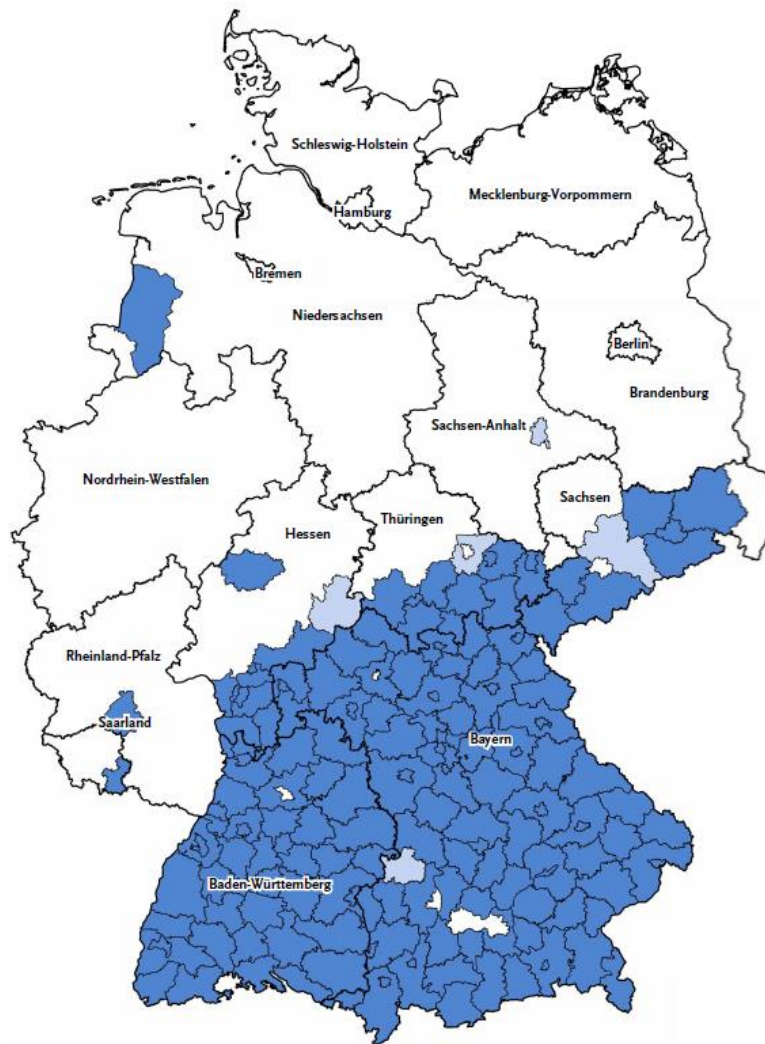 Schleswig-Holstein
Mecklenburg-Vorpommern
Hamburg
Bremen
Niedersachsen
Berlin
Brandenburg
Sachsen-Anhalt
Nordrhein-Westfalen
Sachsen
Thüringen
Hessen
Rheinland-Pfalz
Saarland
Bayern
Baden-Württemberg